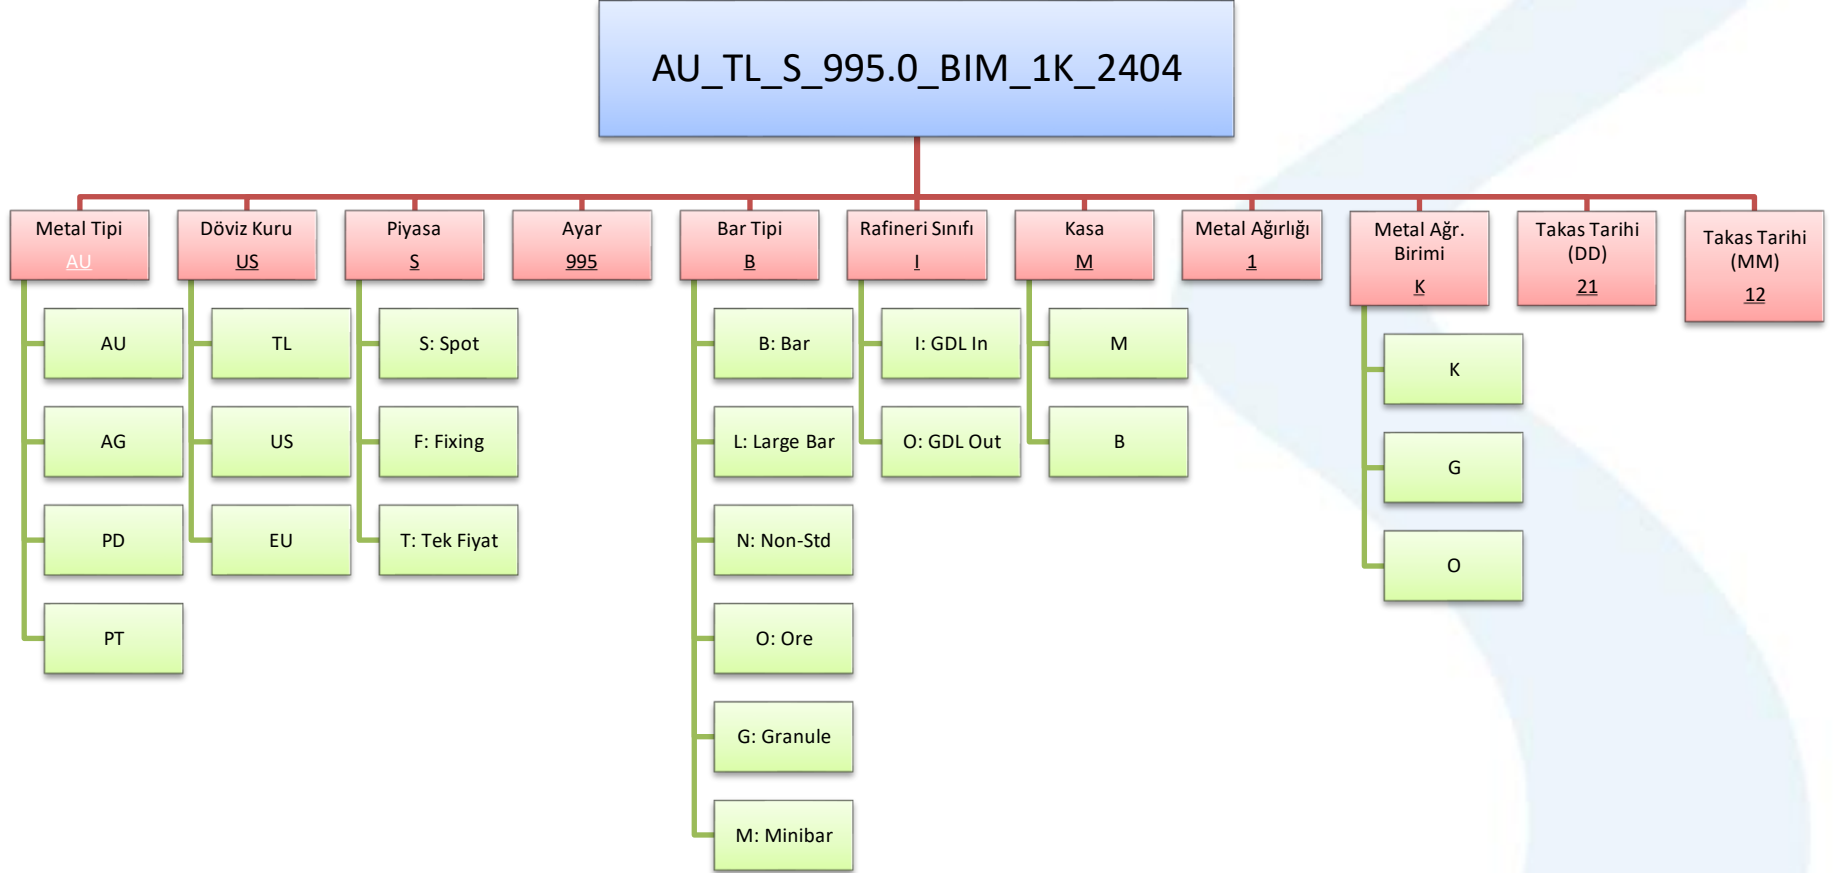 AU_TL_S_995.0_BIM_1K_2404
Metal Tipi
AU
Döviz Kuru
US
Piyasa
S
Ayar
995
Bar Tipi
B
Rafineri Sınıfı
I
Kasa
M
Metal Ağırlığı
1
Metal Ağr.
Birimi
K
Takas Tarihi
(DD)
21
Takas Tarihi
(MM)
12
AU
AG
PD
PT
TL
US
EU
S: Spot
F: Fixing
T: Tek Fiyat
B: Bar
L: Large Bar
N: Non-Std
O: Ore
G: Granule
M: Minibar
I: GDL In
O: GDL Out
M
B
K
G
O